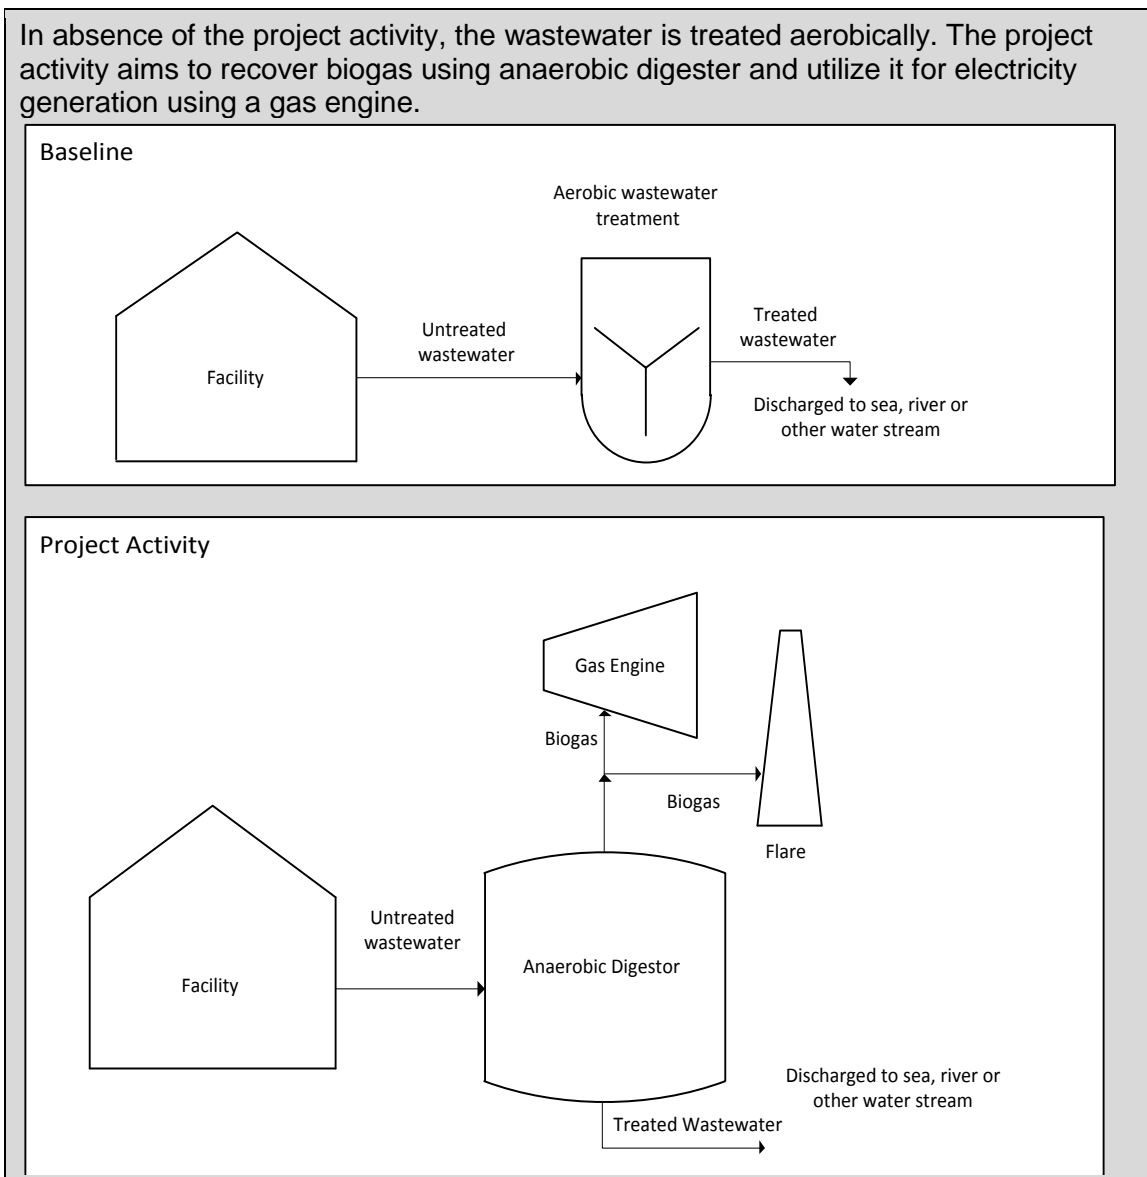 In absence of the project activity, the wastewater is treated aerobically. The project
activity aims to recover biogas using anaerobic digester and utilize it for electricity
generation using a gas engine.
Baseline
Aerobic wastewater
treatment
Untreated
wastewater
Treated
wastewater
Facility
Discharged to sea, river or
other water stream
Project Activity
Gas Engine
Biogas
Biogas
Flare
Untreated
wastewater
Anaerobic Digestor
Facility
Discharged to sea, river or
other water stream
Treated Wastewater